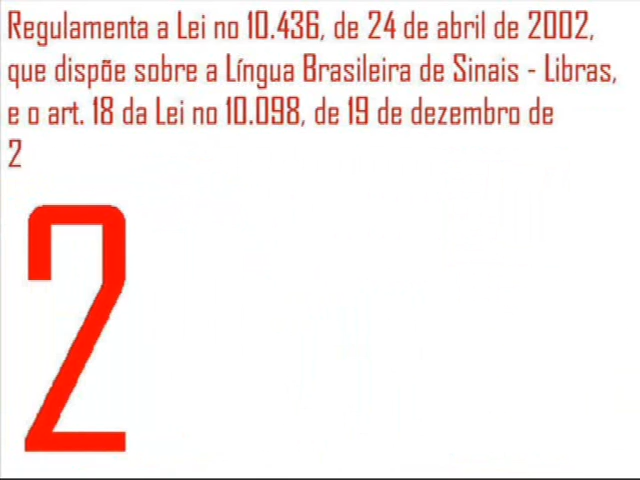 Regulamenta a Lei no 10.436, de 24 de abril de 2002,
que dispõe sobre a Língua Brasileira de Sinais - Libras,
e o art. 18 da Lei no 10.098, de 19 de dezembro de
2
2